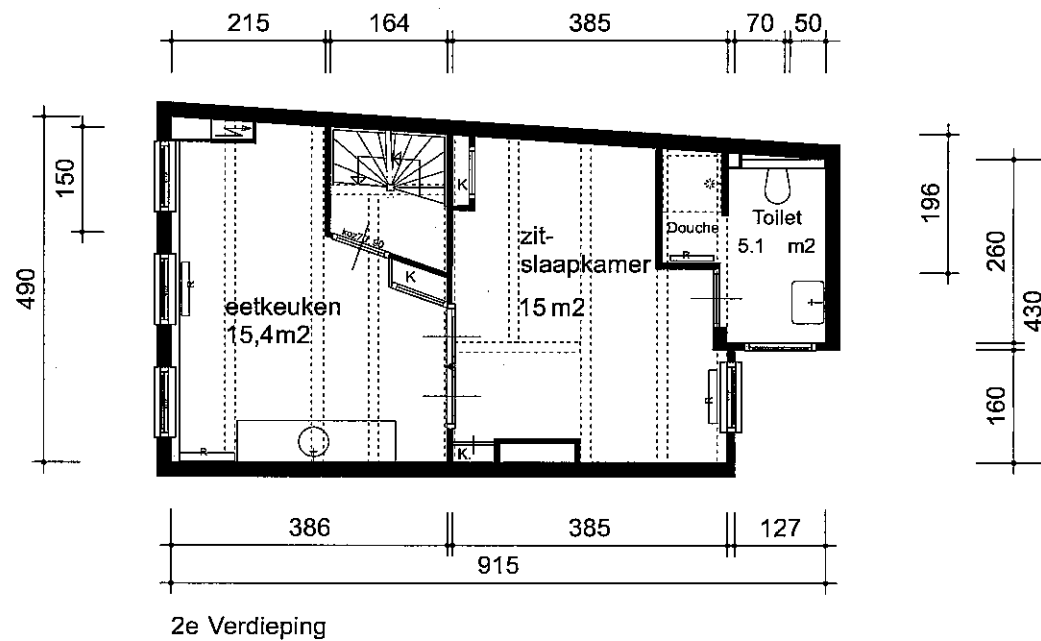 215 164 385 70 50
150
490
196
260
430
160
K
Toilet
5.1 m2
Douche
R
zit-
slaapkamer
15 m2
K
R
eetkeuken
15,4m2
R
R
K
386 385 127
915
2e Verdieping